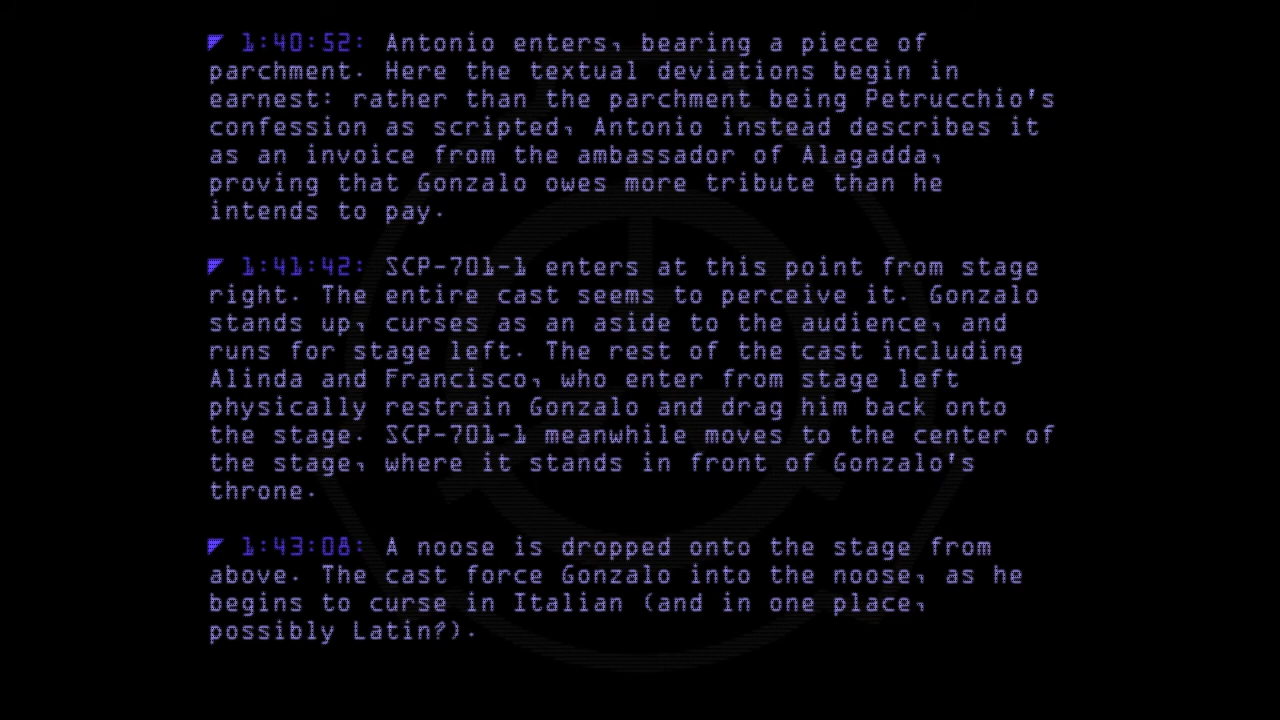 ◤ 1:40:52: Antonio enters, bearing a piece of
parchment. Here the textual deviations begin in
earnest: rather than the parchment being Petrucchio's
confession as scripted, Antonio instead describes it
as an invoice from the ambassador of Alagadda,
proving that Gonzalo owes more tribute than he
intends to pay.
◤ 1:41:42: SCP-701-1 enters at this point from stage
right. The entire cast seems to perceive it. Gonzalo
stands up, curses as an aside to the audience, and
runs for stage left. The rest of the cast including
Alinda and Francisco, who enter from stage left
physically restrain Gonzalo and drag him back onto
the stage. SCP-701-1 meanwhile moves to the center of
the stage, where it stands in front of Gonzalo's
throne.
◤ 1:43:08: A noose is dropped onto the stage from
above. The cast force Gonzalo into the noose, as he
begins to curse in Italian (and in one place,
possibly Latin?).